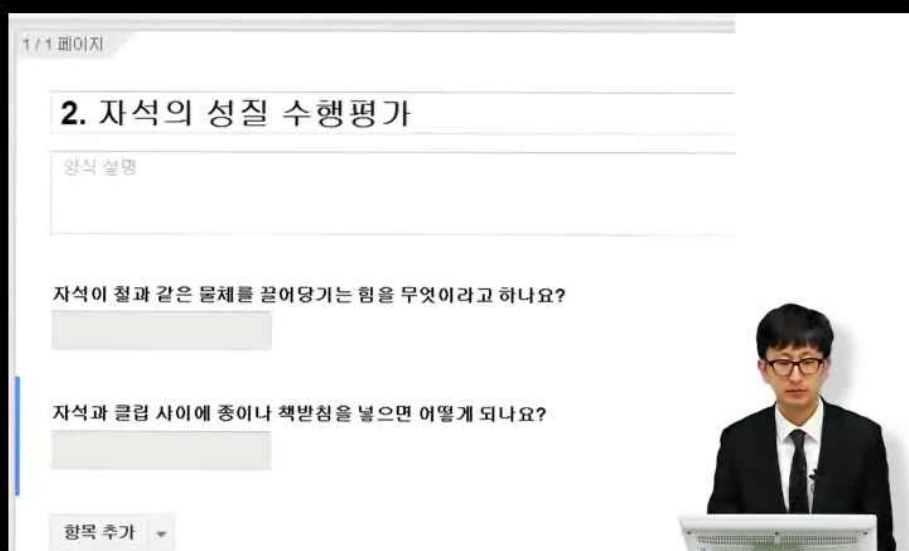 1 / 1 페이지
2. 자석의 성질 수행평가
양식 설명
자석이 철과 같은 물체를 끌어당기는 힘을 무엇이라고 하나요?
자석과 클립 사이에 종이나 책받침을 넣으면 어떻게 되나요?
항목 추가